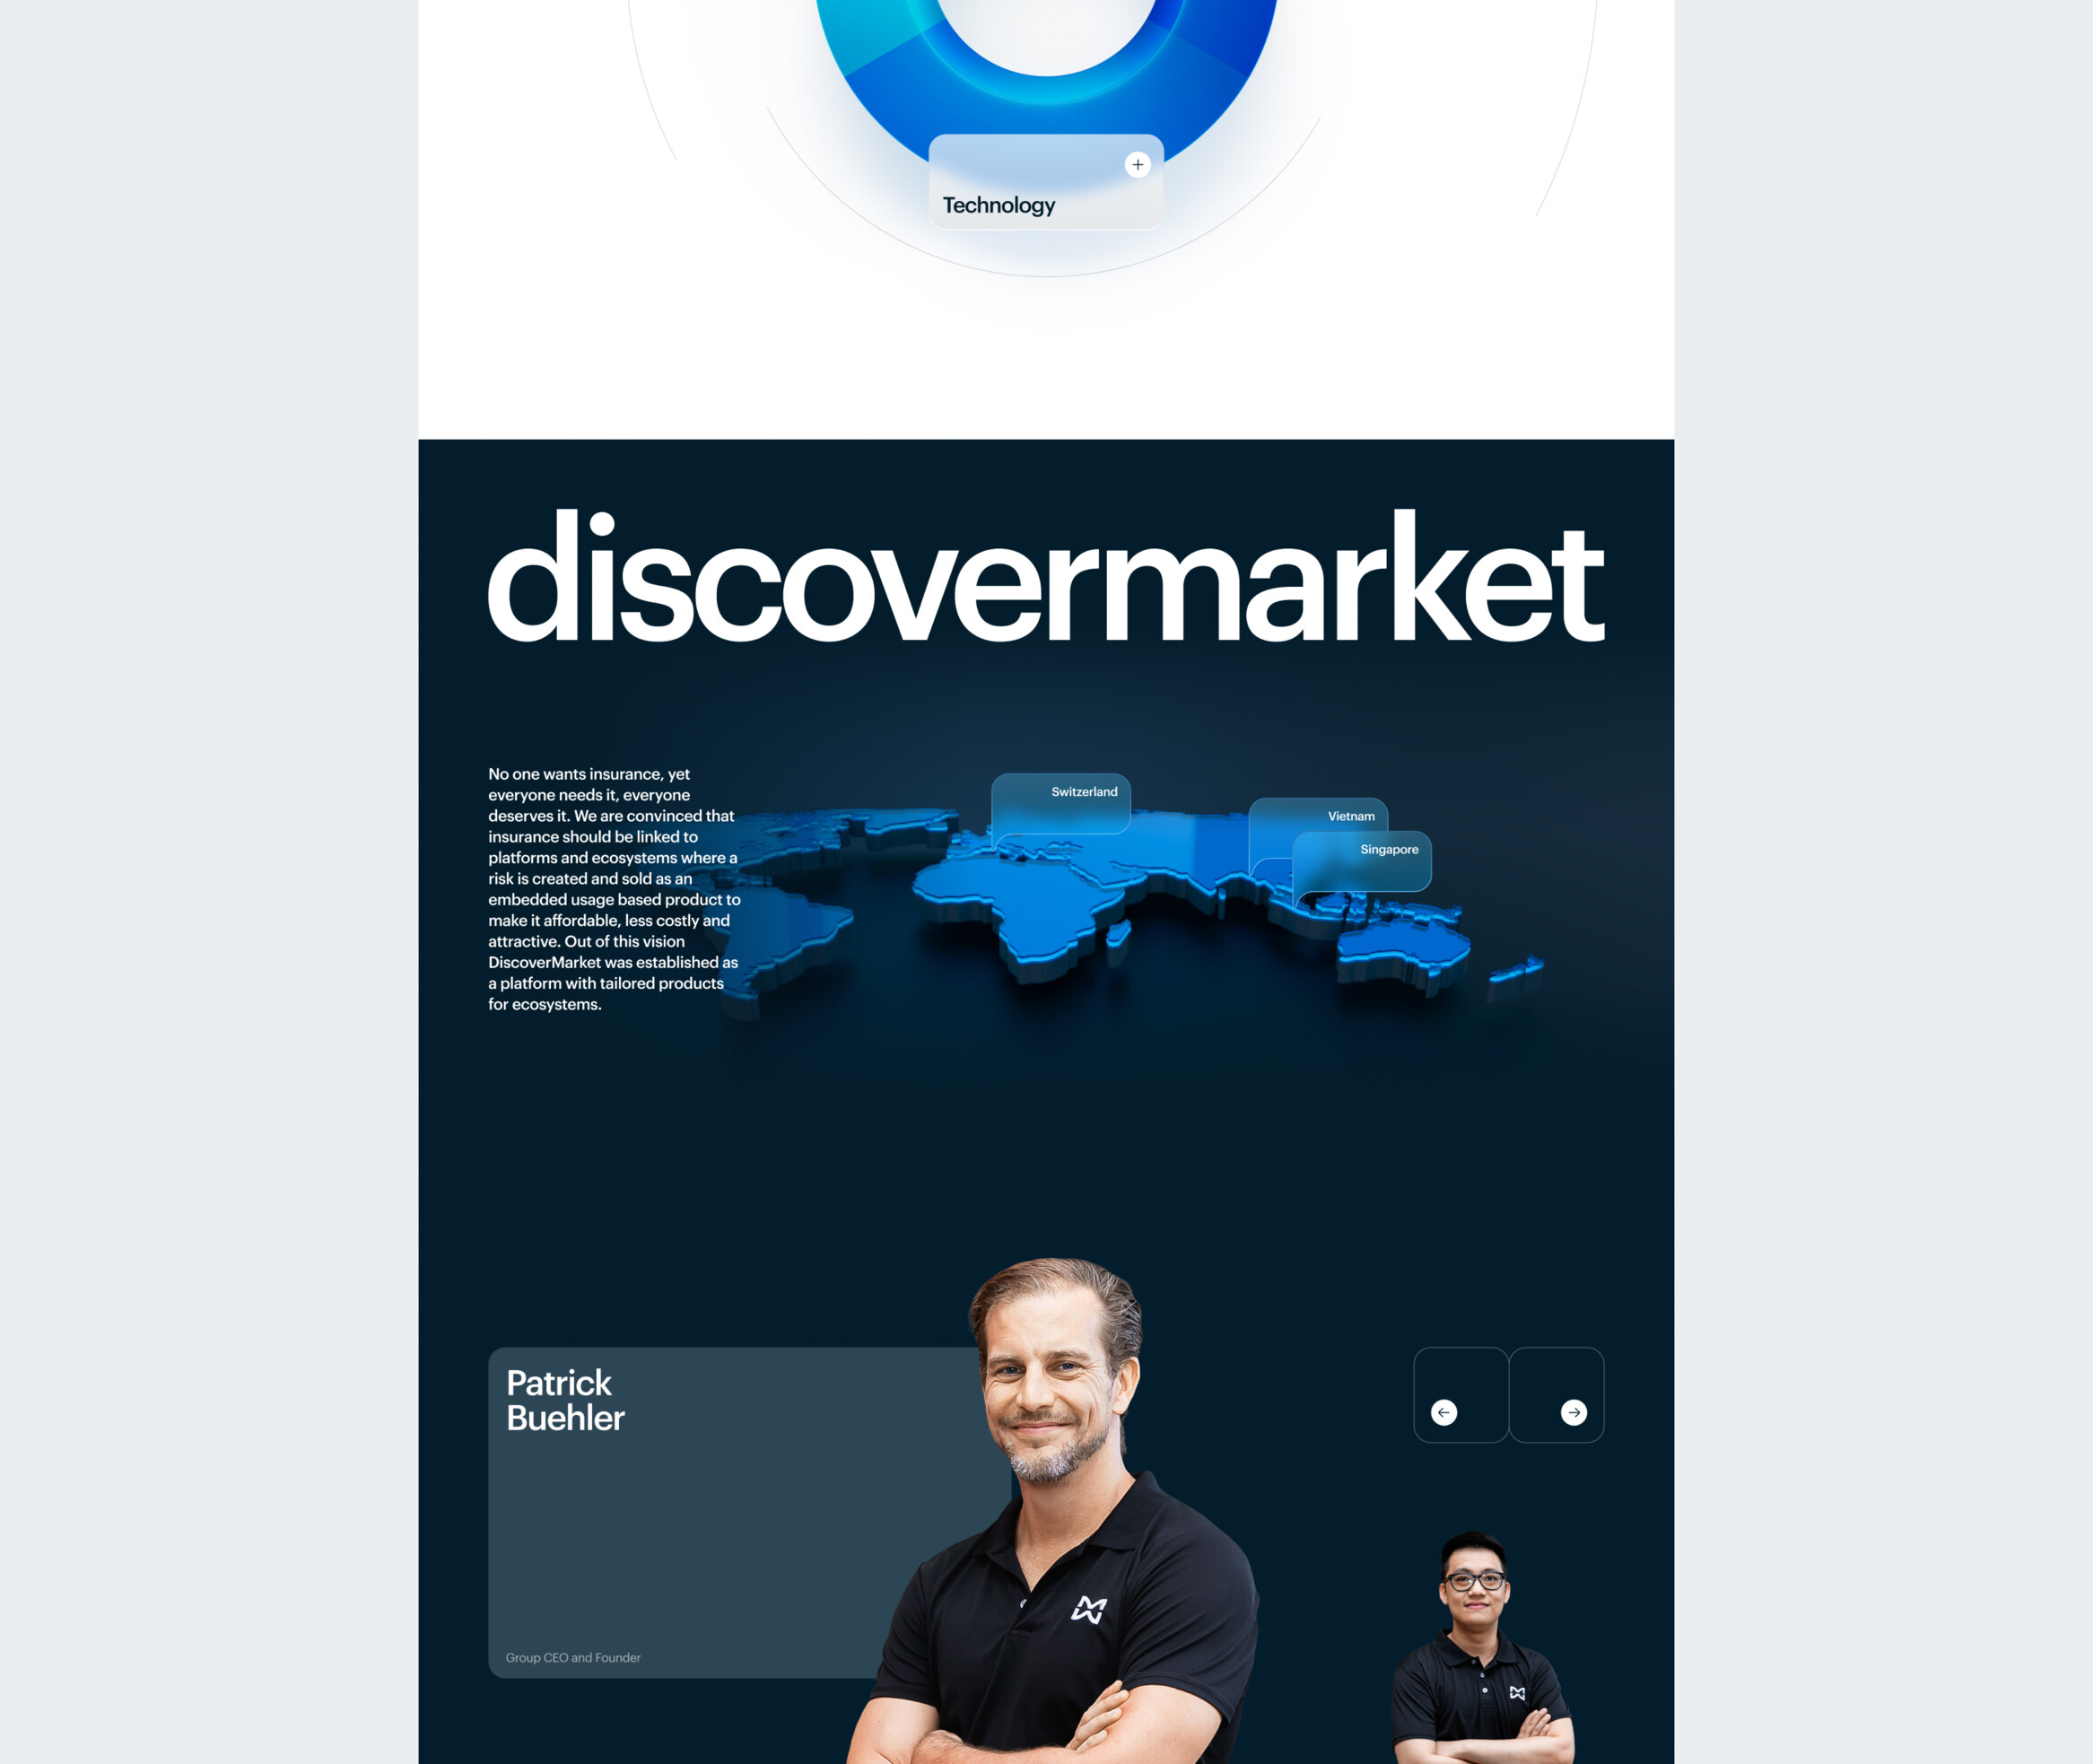 Technology
discovermarket
No one wants insurance, yet
everyone needs it, everyone
deserves it. We are convinced that
insurance should be linked to
platforms and ecosystems where a
risk is created and sold as an
embedded usage based product to
make it affordable, less costly and
attractive. Out of this vision
DiscoverMarket was established as
a platform with tailored products
for ecosystems.
Switzerland
Vietnam
Singapore
Patrick
Buehler
Group CEO and Founder